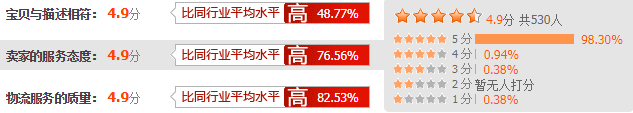 宝贝与描述相符： 4.9分 比同行业平均水平 高 48.77%
卖家的服务态度： 4.9分 比同行业平均水平 高 76.56%
物流服务的质量： 4.9分 比同行业平均水平 高 82.53%
4.9分 共530人
5 分 98.30%
4 分 0.94%
3 分 0.38%
2 分 暂无人打分
1 分 0.38%